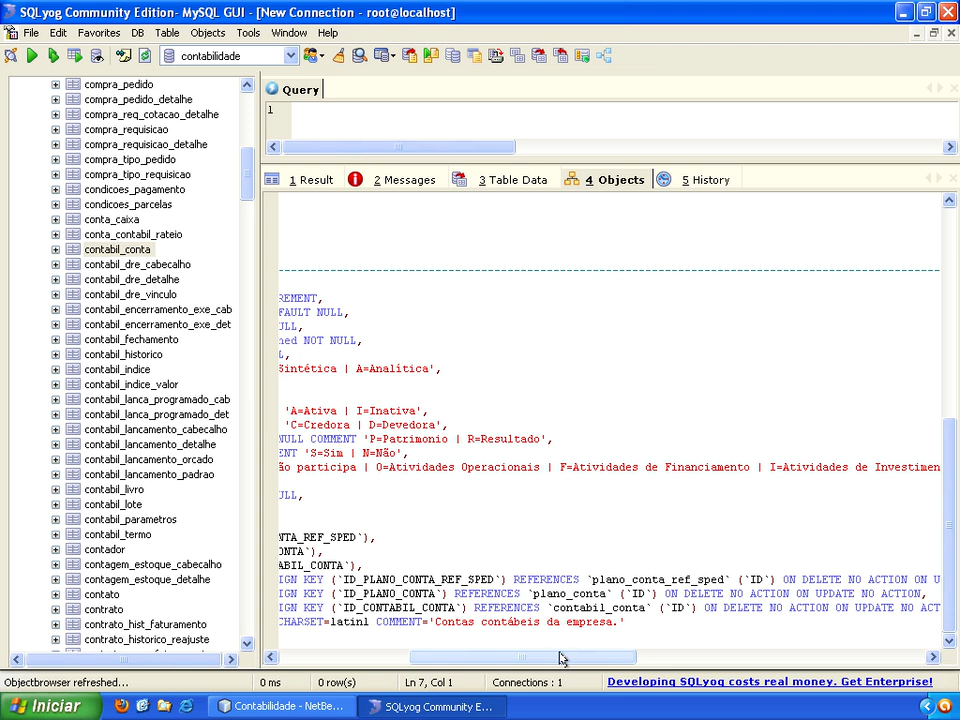 SQLyog Community Edition- MySQL GUI - [New Connection - root@localhost]
File Edit Favorites DB Table Objects Tools Window Help
contabilidade
compra_pedido
compra_pedido_detalhe
compra_req_cotacao_detalhe
compra_requisicao
compra_requisicao_detalhe
compra_tipo_pedido
compra_tipo_requisicao
condicoes_pagamento
condicoes_parcelas
conta_caixa
conta_contabil_rateio
contabil_conta
contabil_dre_cabecalho
contabil_dre_detalhe
contabil_dre_vinculo
contabil_encerramento_exe_cab
contabil_encerramento_exe_det
contabil_fechamento
contabil_historico
contabil_indice
contabil_indice_valor
contabil_lanca_programado_cab
contabil_lanca_programado_det
contabil_lancamento_cabecalho
contabil_lancamento_detalhe
contabil_lancamento_orcado
contabil_lancamento_padrao
contabil_livro
contabil_lote
contabil_parametros
contabil_termo
contador
contagem_estoque_cabecalho
contagem_estoque_detalhe
contato
contrato
contrato_hist_faturamento
contrato_historico_reajuste
Query
1
1 Result 2 Messages 3 Table Data 4 Objects 5 History
--------------------------------------------------------------------------------
REMENT,
FAULT NULL,
ULL,
ned NOT NULL,
L,
Sintética | A=Analítica',
'A=Ativa | I=Inativa',
'C=Credora | D=Devedora',
NULL COMMENT 'P=Patrimonio | R=Resultado',
ENT 'S=Sim | N=Não',
ão participa | O=Atividades Operacionais | F=Atividades de Financiamento | I=Atividades de Investimen
ULL,
NTA_REF_SPED`),
ONTA`),
ABIL_CONTA`),
IGN KEY (`ID_PLANO_CONTA_REF_SPED`) REFERENCES `plano_conta_ref_sped` (`ID`) ON DELETE NO ACTION ON U
IGN KEY (`ID_PLANO_CONTA`) REFERENCES `plano_conta` (`ID`) ON DELETE NO ACTION ON UPDATE NO ACTION,
IGN KEY (`ID_CONTABIL_CONTA`) REFERENCES `contabil_conta` (`ID`) ON DELETE NO ACTION ON UPDATE NO ACT
CHARSET=latin1 COMMENT='Contas contábeis da empresa.'
Objectbrowser refreshed... 0 ms 0 row(s) Ln 7, Col 1 Connections : 1 Developing SQLyog costs real money. Get Enterprise!
Iniciar Contabilidade - NetBe... SQLyog Community E...